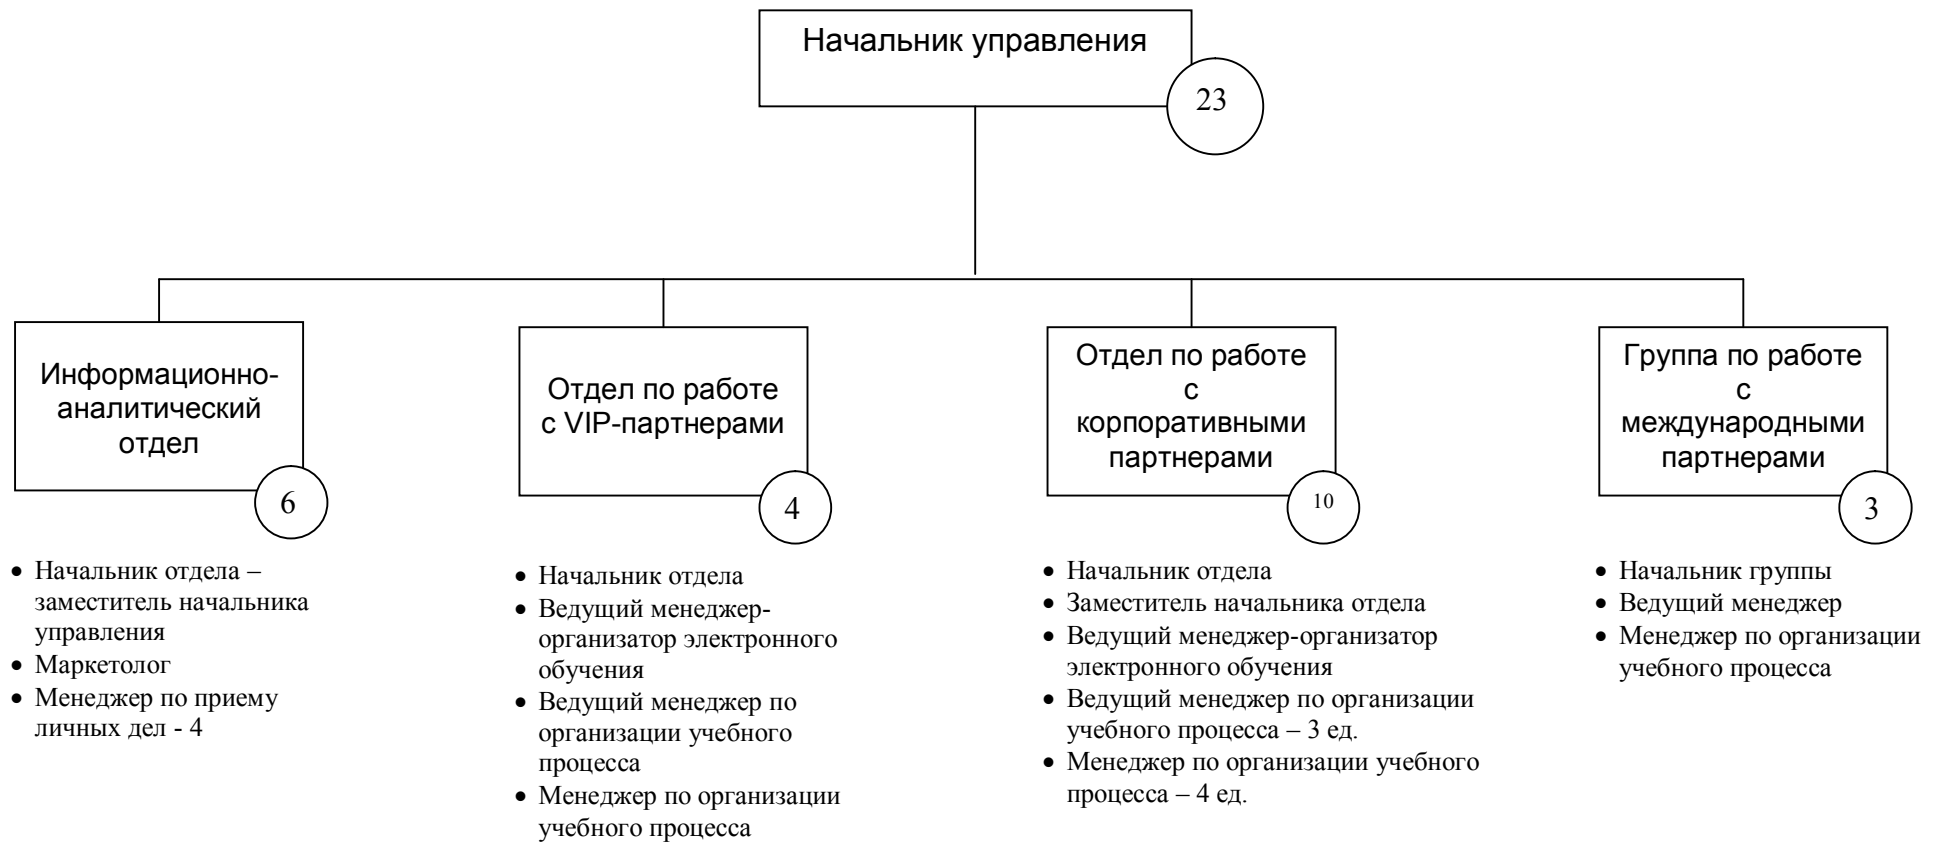 Начальник управления
23
Информационно-
аналитический
отдел
6
• Начальник отдела –
заместитель начальника
управления
• Маркетолог
• Менеджер по приему
личных дел - 4
Отдел по работе
с VIP-партнерами
4
• Начальник отдела
• Ведущий менеджер-
организатор электронного
обучения
• Ведущий менеджер по
организации учебного
процесса
• Менеджер по организации
учебного процесса
Отдел по работе
с
корпоративными
партнерами
10
• Начальник отдела
• Заместитель начальника отдела
• Ведущий менеджер-организатор
электронного обучения
• Ведущий менеджер по организации
учебного процесса – 3 ед.
• Менеджер по организации учебного
процесса – 4 ед.
Группа по работе
с
международными
партнерами
3
• Начальник группы
• Ведущий менеджер
• Менеджер по организации
учебного процесса